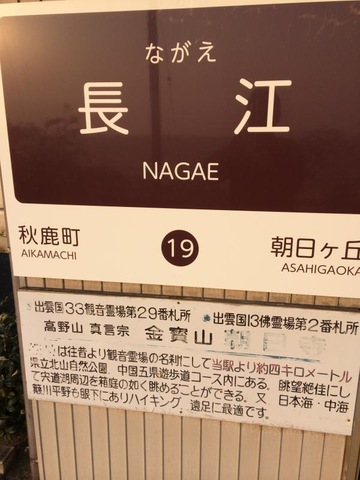 ながえ
長江
NAGAE
秋鹿町
AIKAMACHI
19
朝日ヶ丘
ASAHIGAOKA
出雲国33観音霊場第29番札所
出雲国13佛霊場第2番札所
高野山 真言宗 金寶山
は往昔より観音霊場の名刹にして当駅より約四キロメートル
県立北山自然公園、中国五県遊歩道コース内にある。眺望絶佳にし
て宍道湖周辺を箱庭の如く眺めることができる。又、日本海・中海
簸川平野も眼下にありハイキング、遠足に最適です。